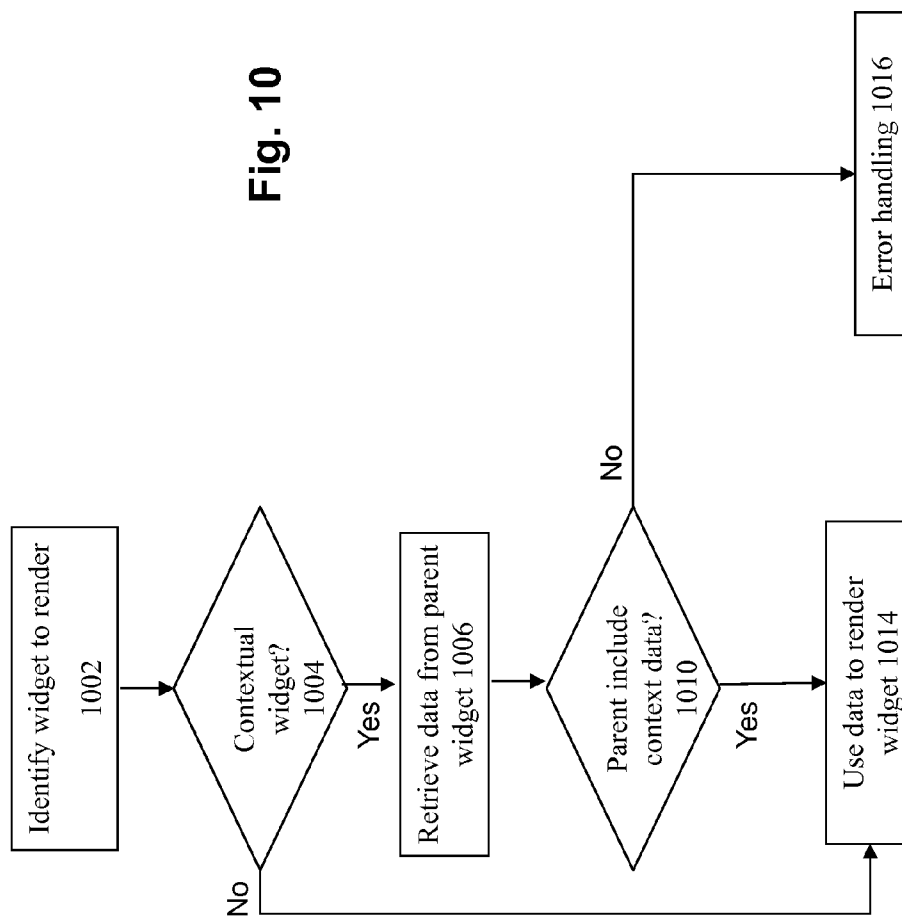 Fig. 10
Identify widget to render
1002
Contextual
widget?
1004
No
Yes
Retrieve data from parent
widget 1006
Parent include
context data?
1010
No
Yes
Use data to render
widget 1014
Error handling 1016